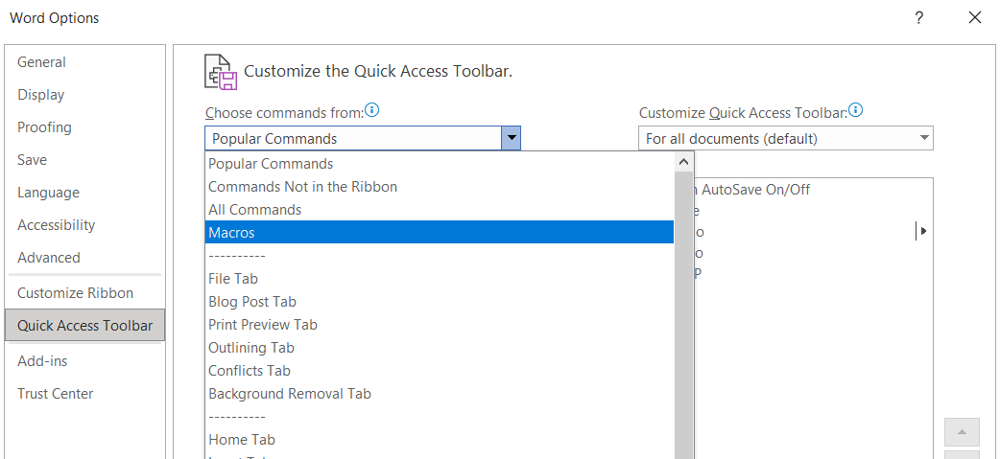 Word Options
?
General
Display
Proofing
Save
Language
Accessibility
Advanced
Customize Ribbon
Quick Access Toolbar
Add-ins
Trust Center
Customize the Quick Access Toolbar.
Choose commands from:
Popular Commands
Popular Commands
Commands Not in the Ribbon
All Commands
Macros
----------
File Tab
Blog Post Tab
Print Preview Tab
Outlining Tab
Conflicts Tab
Background Removal Tab
----------
Home Tab
Customize Quick Access Toolbar:
For all documents (default)
AutoSave On/Off